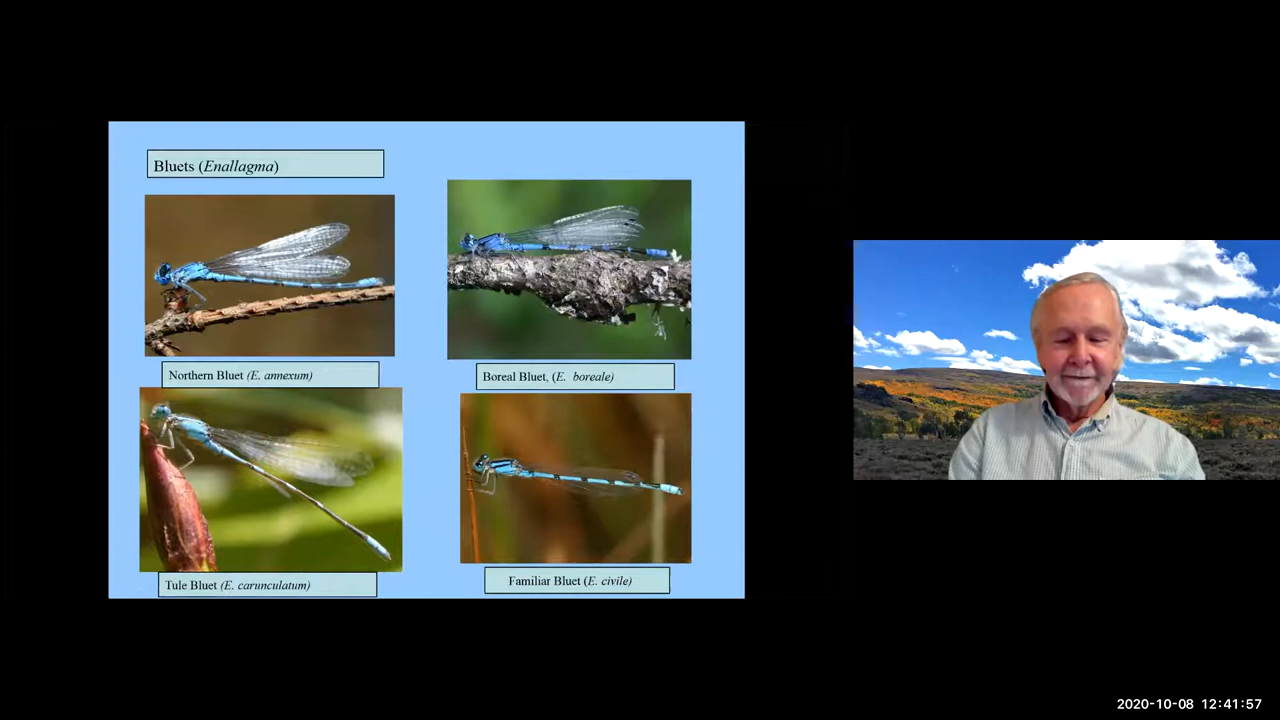 Bluets (Enallagma)
Northern Bluet (E. annexum)
Boreal Bluet, (E. boreale)
Tule Bluet (E. carunculatum)
Familiar Bluet (E. civile)
2020-10-08 12:41:57